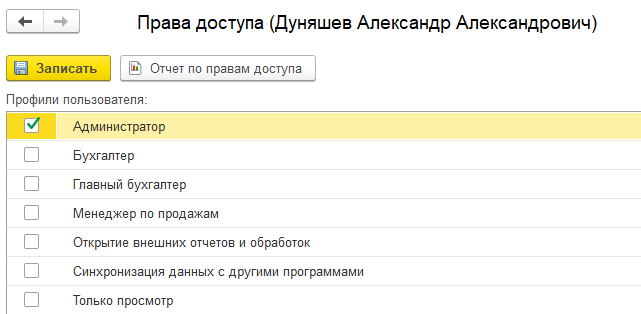 Права доступа (Дуняшев Александр Александрович)
Записать Отчет по правам доступа
Профили пользователя:
Администратор
Бухгалтер
Главный бухгалтер
Менеджер по продажам
Открытие внешних отчетов и обработок
Синхронизация данных с другими программами
Только просмотр